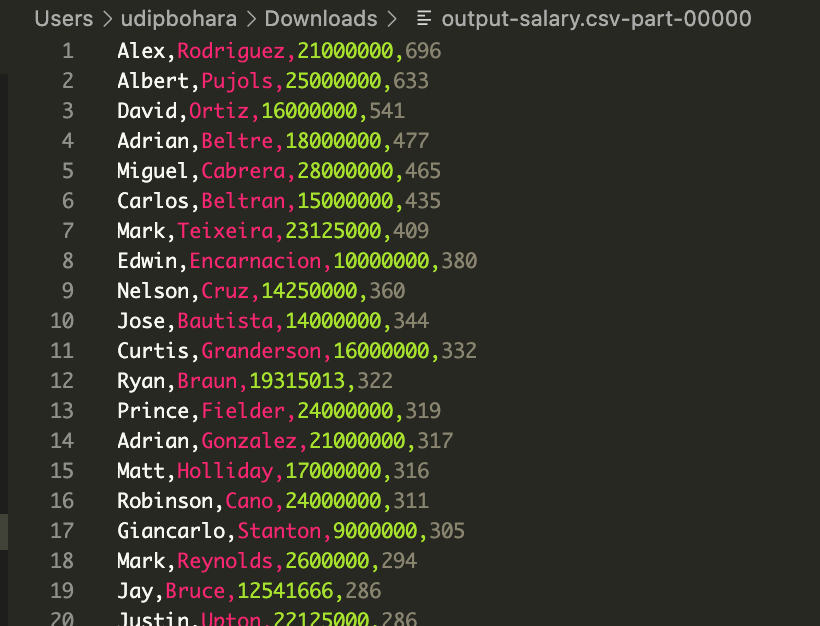 Users > udipbohara > Downloads > output-salary.csv-part-00000
1 Alex,Rodriguez,21000000,696
2 Albert,Pujols,25000000,633
3 David,Ortiz,16000000,541
4 Adrian,Beltre,18000000,477
5 Miguel,Cabrera,28000000,465
6 Carlos,Beltran,15000000,435
7 Mark,Teixeira,23125000,409
8 Edwin,Encarnacion,10000000,380
9 Nelson,Cruz,14250000,360
10 Jose,Bautista,14000000,344
11 Curtis,Granderson,16000000,332
12 Ryan,Braun,19315013,322
13 Prince,Fielder,24000000,319
14 Adrian,Gonzalez,21000000,317
15 Matt,Holliday,17000000,316
16 Robinson,Cano,24000000,311
17 Giancarlo,Stanton,9000000,305
18 Mark,Reynolds,2600000,294
19 Jay,Bruce,12541666,286
20 Justin,Upton,22125000,286